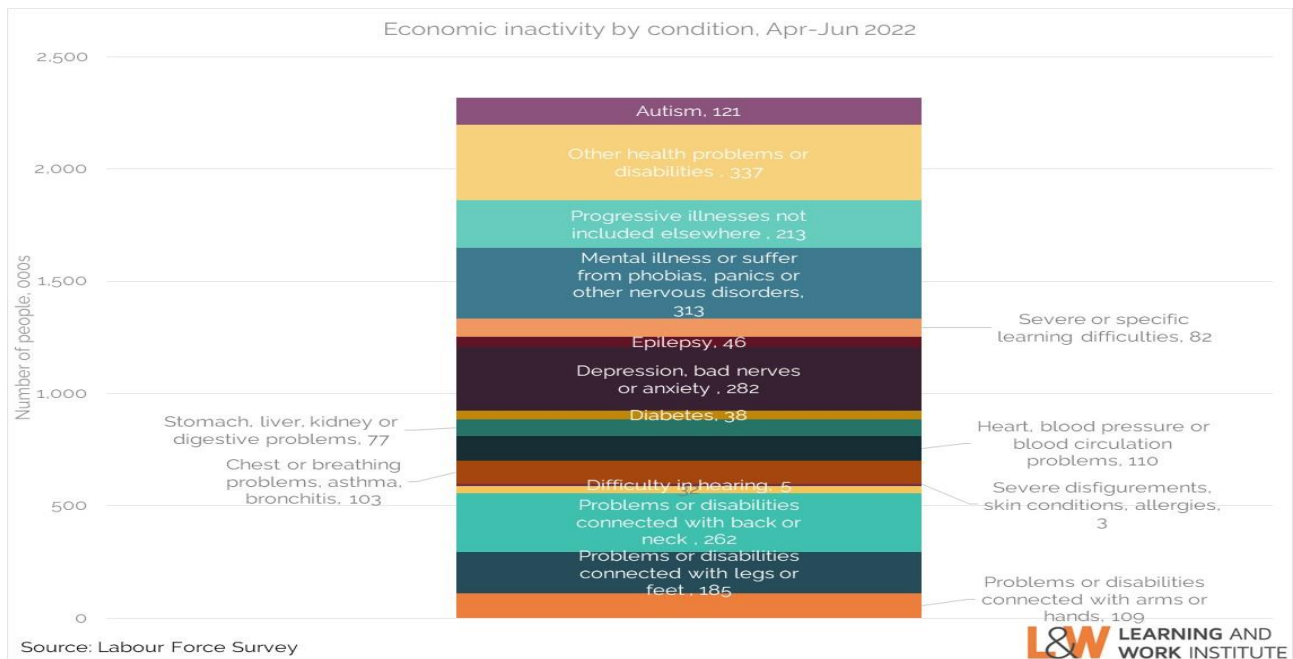 Economic inactivity by condition, Apr-Jun 2022
Number of people, 000s
2,500
2,000
1,500
1,000
500
0
Autism, 121
Other health problems or
disabilities , 337
Progressive illnesses not
included elsewhere , 213
Mental illness or suffer
from phobias, panics or
other nervous disorders,
313
Severe or specific
learning difficulties, 82
Epilepsy, 46
Depression, bad nerves
or anxiety , 282
Diabetes, 38
Stomach, liver, kidney or
digestive problems, 77
Heart, blood pressure or
blood circulation
problems, 110
Chest or breathing
problems, asthma,
bronchitis, 103
Severe disfigurements,
skin conditions, allergies,
3
Difficulty in hearing, 5
32
Problems or disabilities
connected with back or
neck , 262
Problems or disabilities
connected with legs or
feet , 185
Problems or disabilities
connected with arms or
hands, 109
Source: Labour Force Survey
L&W LEARNING AND
WORK INSTITUTE